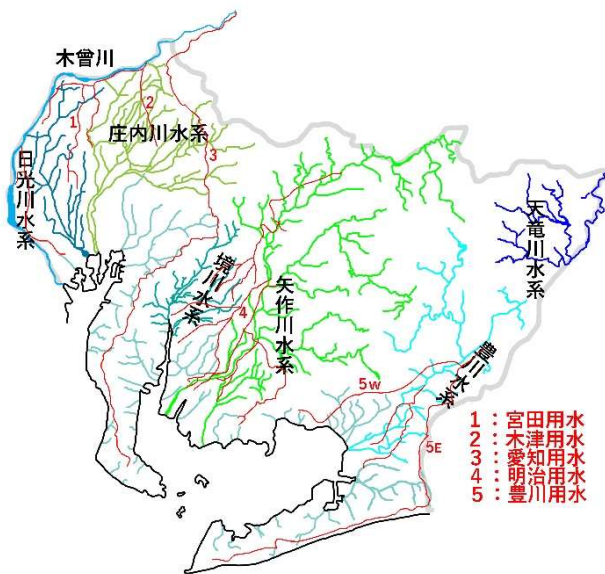 木曾川
2
1
庄内川水系
3
日光川水系
天竜川水系
境川水系
矢作川水系
4
豊川水系
5W
5E
1：宮田用水
2：木津用水
3：愛知用水
4：明治用水
5：豊川用水